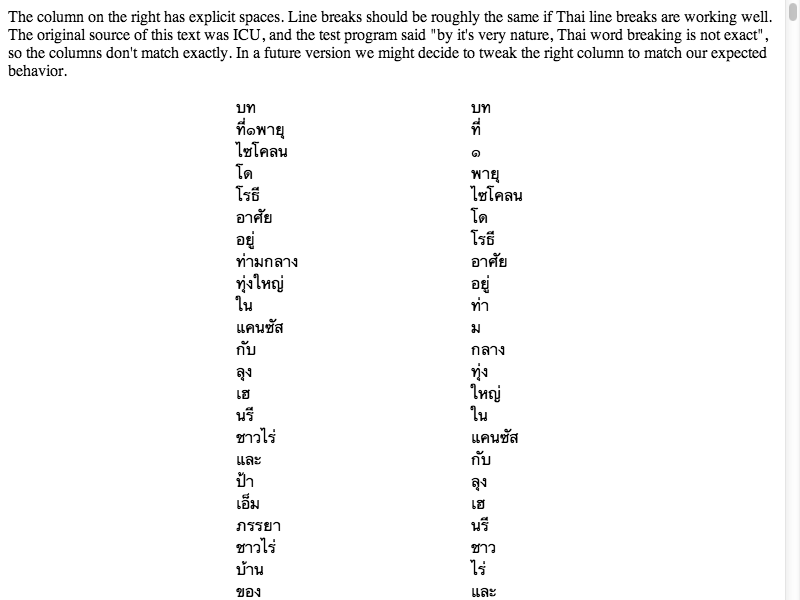 The column on the right has explicit spaces. Line breaks should be roughly the same if Thai line breaks are working well.
The original source of this text was ICU, and the test program said "by it's very nature, Thai word breaking is not exact",
so the columns don't match exactly. In a future version we might decide to tweak the right column to match our expected
behavior.
บท
ที่๑พายุ
ไซโคลน
โด
โรธี
อาศัย
อยู่
ท่ามกลาง
ทุ่งใหญ่
ใน
แคนซัส
กับ
ลุง
เฮ
นรี
ชาวไร่
และ
ป้า
เอ็ม
ภรรยา
ชาวไร่
บ้าน
ของ
บท
ที่
๑
พายุ
ไซโคลน
โด
โรธี
อาศัย
อยู่
ท่า
ม
กลาง
ทุ่ง
ใหญ่
ใน
แคนซัส
กับ
ลุง
เฮ
นรี
ชาว
ไร่
และ